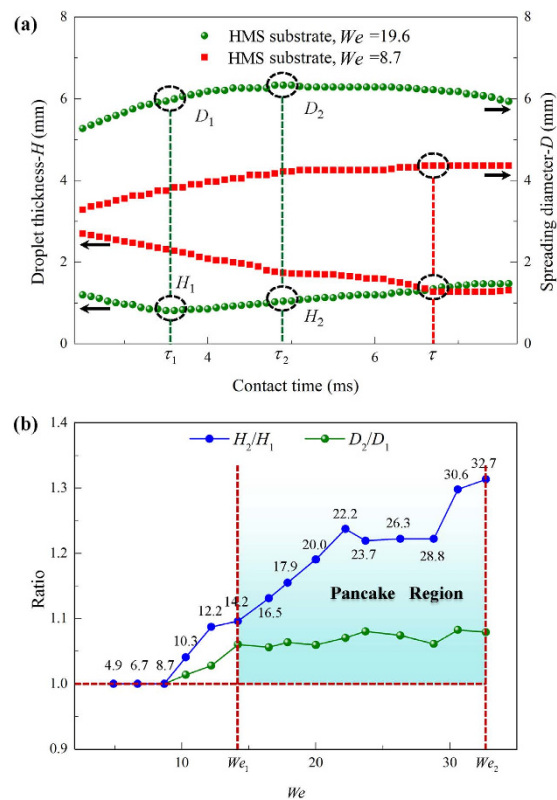 (a)
HMS substrate, We =19.6
HMS substrate, We =8.7
8
6
4
2
0
Droplet thickness-H (mm)
8
6
4
2
0
Spreading diameter-D (mm)
D1
D2
H1
H2
τ1
4
τ2
6
τ
Contact time (ms)
(b)
H2/H1
D2/D1
1.4
1.3
1.2
1.1
1.0
0.9
Ratio
4.9
6.7
8.7
10.3
12.2
14.2
16.5
17.9
20.0
22.2
23.7
26.3
28.8
30.6
32.7
Pancake Region
10
We1
20
30
We2
We